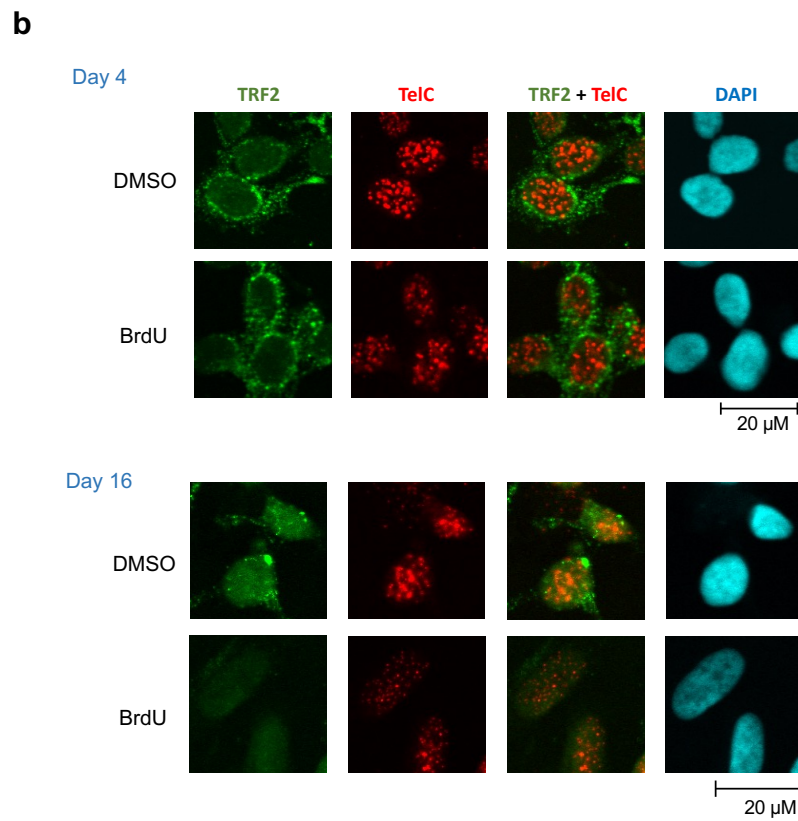 b
Day 4
TRF2 TelC TRF2 + TelC DAPI
DMSO
BrdU
20 µM
Day 16
DMSO
BrdU
20 µM